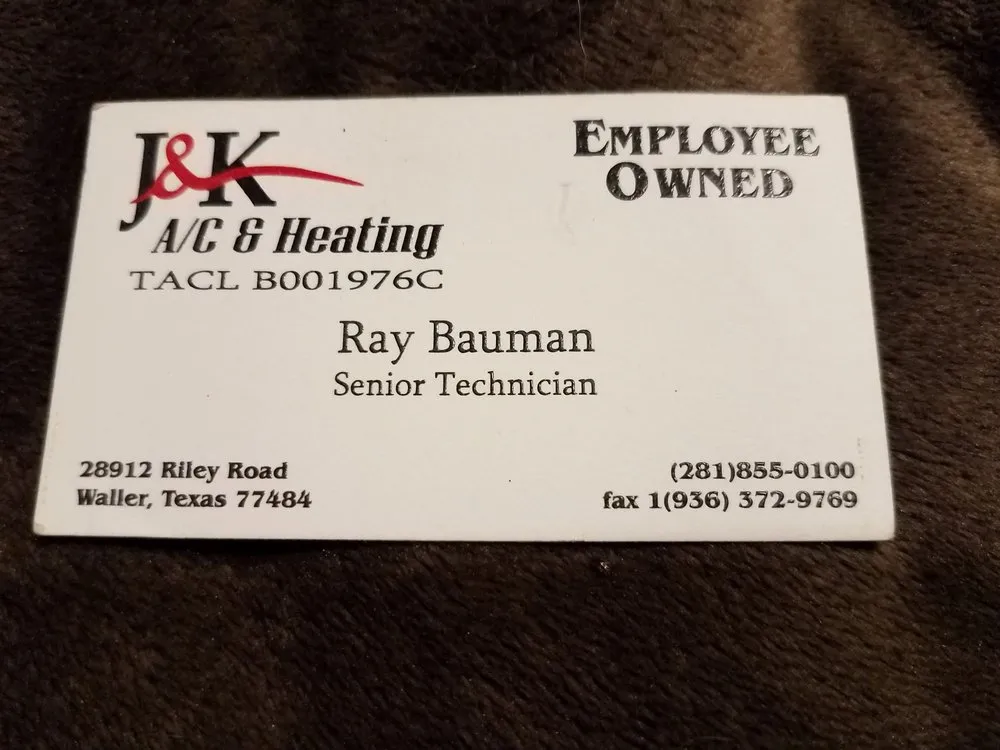 J&K
A/C & Heating
TACL B001976C
EMPLOYEE
OWNED
Ray Bauman
Senior Technician
28912 Riley Road
Waller, Texas 77484
(281)855-0100
fax 1(936) 372-9769